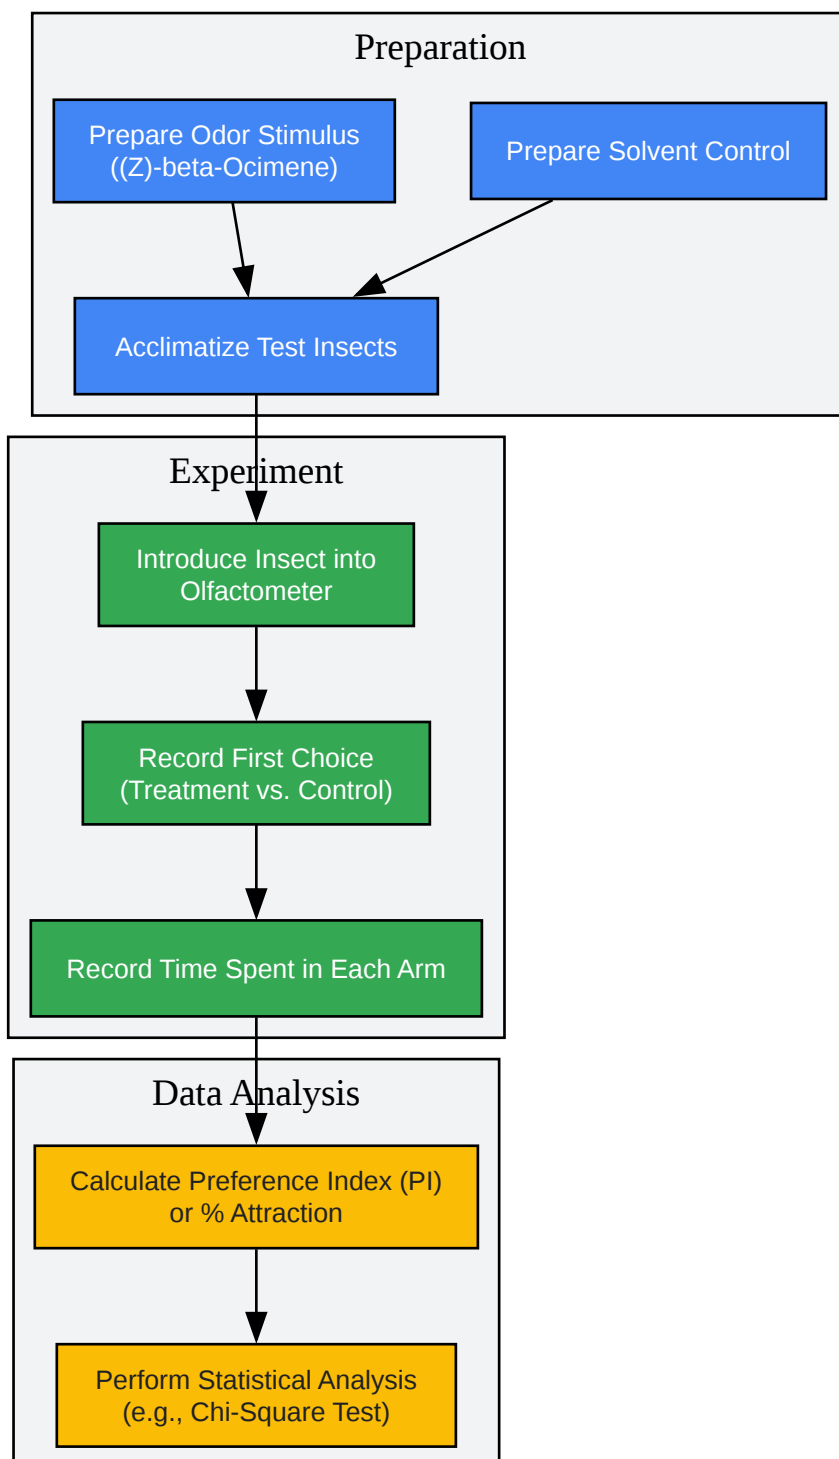 Preparation
Prepare Odor Stimulus
((Z)-beta-Ocimene)
Prepare Solvent Control
Acclimatize Test Insects
Experiment
Introduce Insect into
Olfactometer
Record First Choice
(Treatment vs. Control)
Record Time Spent in Each Arm
Data Analysis
Calculate Preference Index (PI)
or % Attraction
Perform Statistical Analysis
(e.g., Chi-Square Test)